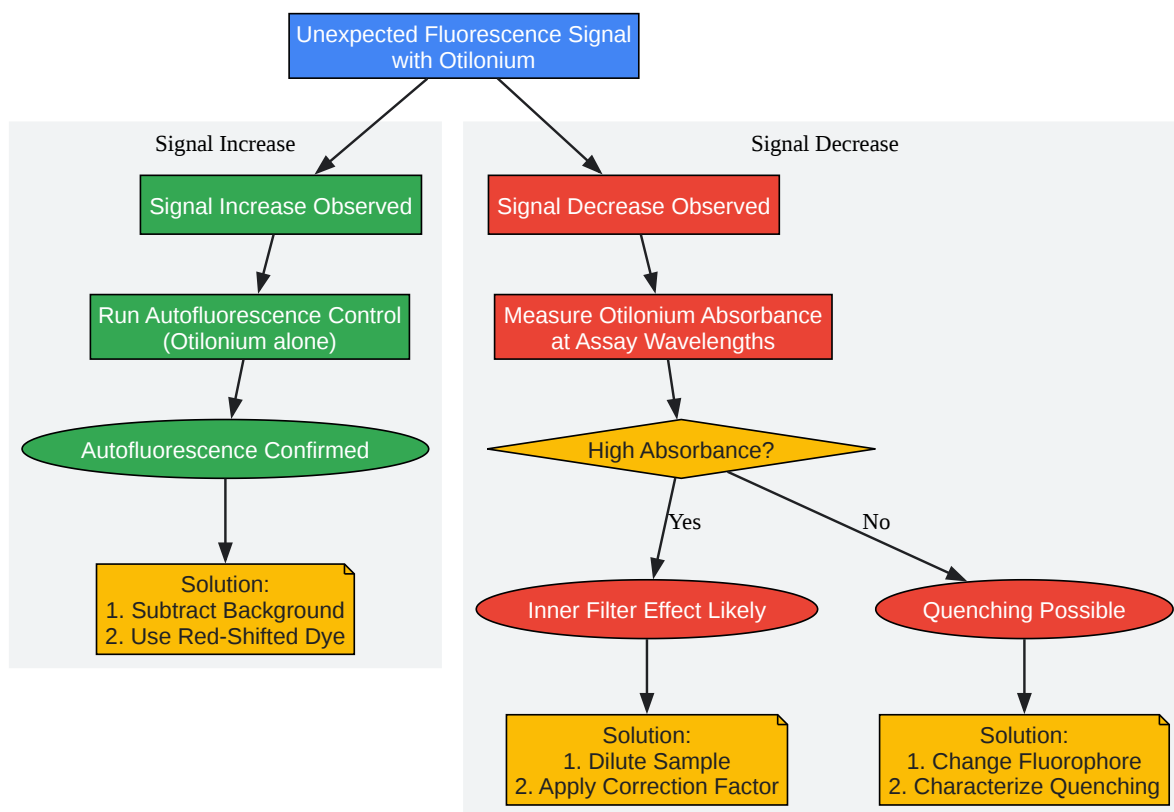 Unexpected Fluorescence Signal
with Otilonium
Signal Increase
Signal Increase Observed
Run Autofluorescence Control
(Otilonium alone)
Autofluorescence Confirmed
Solution:
1. Subtract Background
2. Use Red-Shifted Dye
Signal Decrease
Signal Decrease Observed
Measure Otilonium Absorbance
at Assay Wavelengths
High Absorbance?
Yes
No
Inner Filter Effect Likely
Quenching Possible
Solution:
1. Dilute Sample
2. Apply Correction Factor
Solution:
1. Change Fluorophore
2. Characterize Quenching